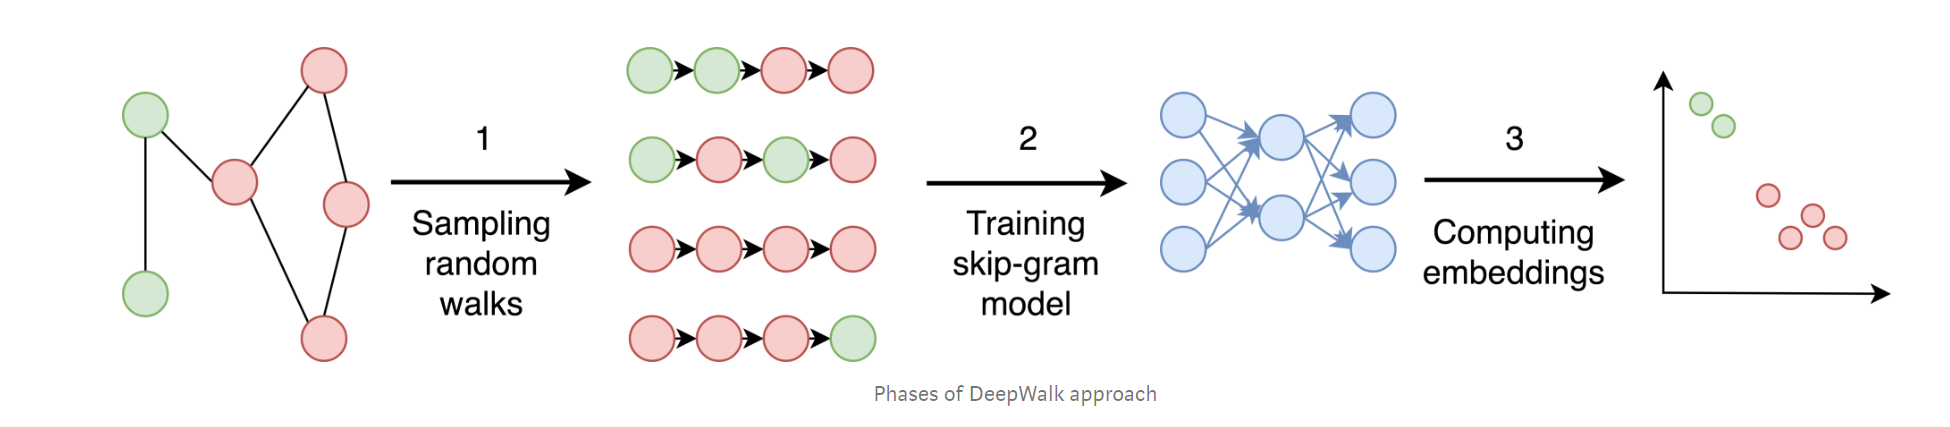 1
Sampling
random
walks
2
Training
skip-gram
model
3
Computing
embeddings
Phases of DeepWalk approach